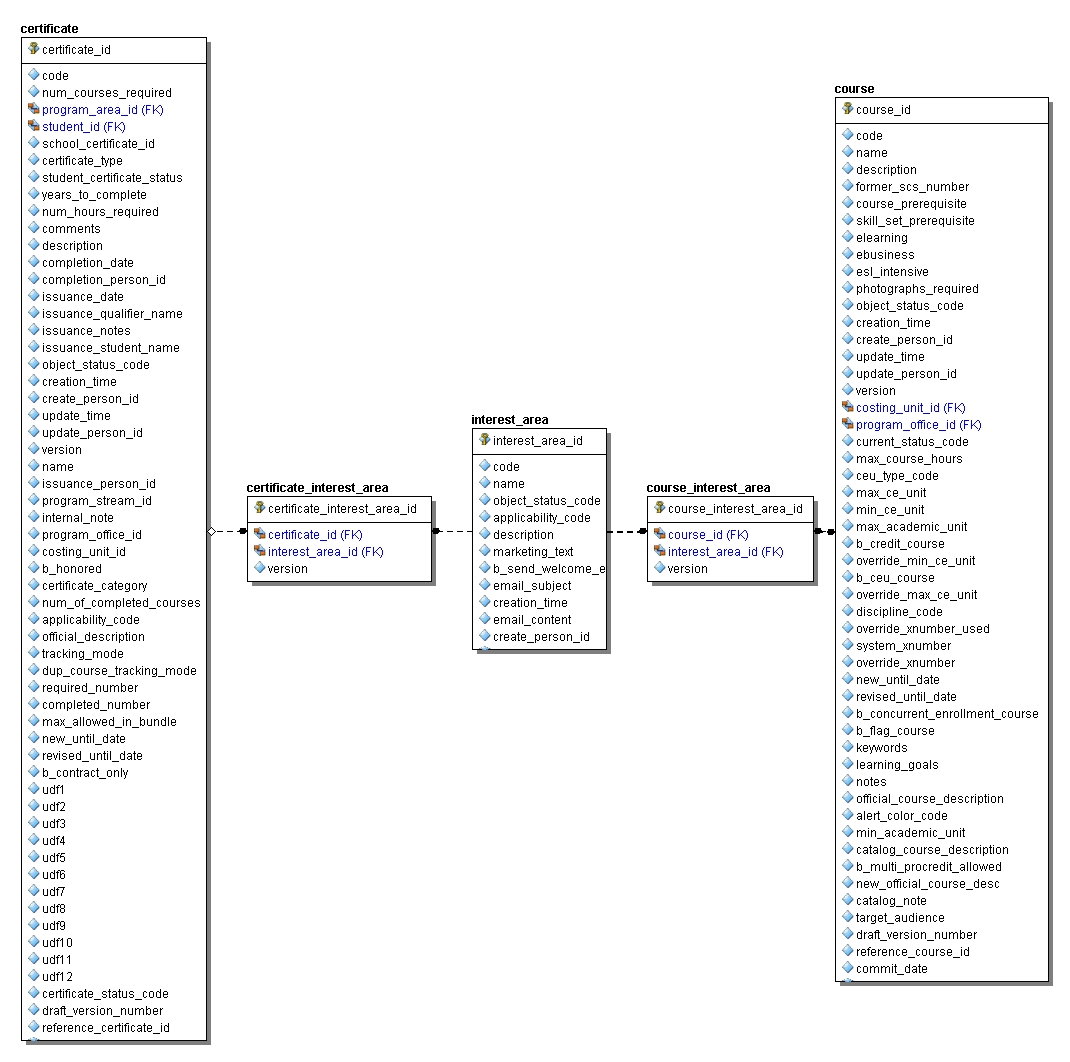 certificate
certificate_id
code
num_courses_required
program_area_id (FK)
student_id (FK)
school_certificate_id
certificate_type
student_certificate_status
years_to_complete
num_hours_required
comments
description
completion_date
completion_person_id
issuance_date
issuance_qualifier_name
issuance_notes
issuance_student_name
object_status_code
creation_time
create_person_id
update_time
update_person_id
version
name
issuance_person_id
program_stream_id
internal_note
program_office_id
costing_unit_id
b_honored
certificate_category
num_of_completed_courses
applicability_code
official_description
tracking_mode
dup_course_tracking_mode
required_number
completed_number
max_allowed_in_bundle
new_until_date
revised_until_date
b_contract_only
udf1
udf2
udf3
udf4
udf5
udf6
udf7
udf8
udf9
udf10
udf11
udf12
certificate_status_code
draft_version_number
reference_certificate_id
certificate_interest_area
certificate_interest_area_id
certificate_id (FK)
interest_area_id (FK)
version
interest_area
interest_area_id
code
name
object_status_code
applicability_code
description
marketing_text
b_send_welcome_e
email_subject
creation_time
email_content
create_person_id
course_interest_area
course_interest_area_id
course_id (FK)
interest_area_id (FK)
version
course
course_id
code
name
description
former_scs_number
course_prerequisite
skill_set_prerequisite
elearning
ebusiness
esl_intensive
photographs_required
object_status_code
creation_time
create_person_id
update_time
update_person_id
version
costing_unit_id (FK)
program_office_id (FK)
current_status_code
max_course_hours
ceu_type_code
max_ce_unit
min_ce_unit
max_academic_unit
b_credit_course
override_min_ce_unit
b_ceu_course
override_max_ce_unit
discipline_code
override_xnumber_used
system_xnumber
override_xnumber
new_until_date
revised_until_date
b_concurrent_enrollment_course
b_flag_course
keywords
learning_goals
notes
official_course_description
alert_color_code
min_academic_unit
catalog_course_description
b_multi_procredit_allowed
new_official_course_desc
catalog_note
target_audience
draft_version_number
reference_course_id
commit_date